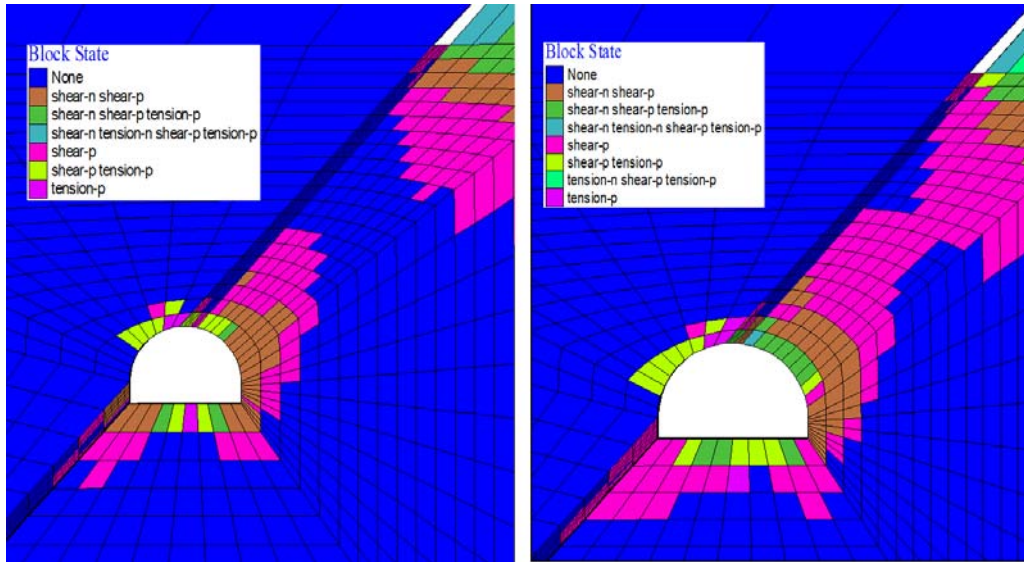 Block State
None
shear-n shear-p
shear-n shear-p tension-p
shear-n tension-n shear-p tension-p
shear-p
shear-p tension-p
tension-p
Block State
None
shear-n shear-p
shear-n shear-p tension-p
shear-n tension-n shear-p tension-p
shear-p
shear-p tension-p
tension-n shear-p tension-p
tension-p